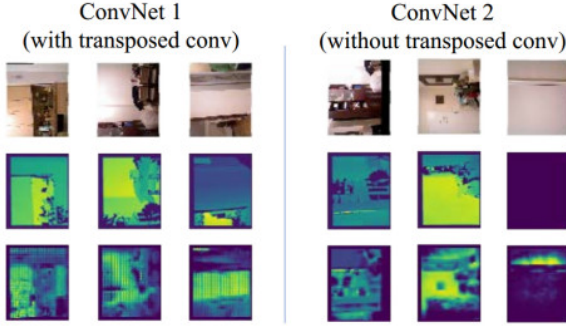 ConvNet 1
(with transposed conv)
ConvNet 2
(without transposed conv)